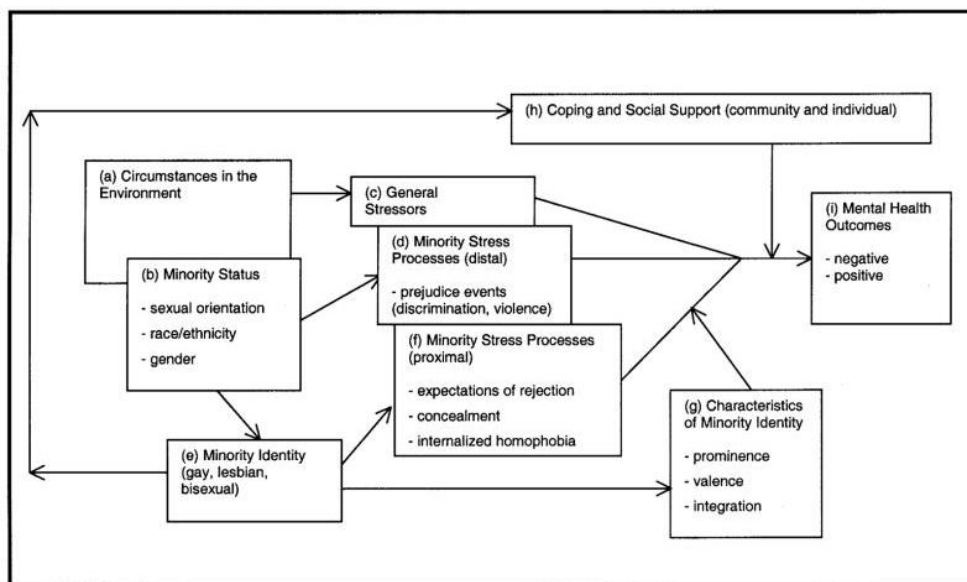 (h) Coping and Social Support (community and individual)
(a) Circumstances in the
Environment
(c) General
Stressors
(i) Mental Health
Outcomes
- negative
- positive
(d) Minority Stress
Processes (distal)
- prejudice events
(discrimination, violence)
(b) Minority Status
- sexual orientation
- race/ethnicity
- gender
(f) Minority Stress Processes
(proximal)
- expectations of rejection
- concealment
- internalized homophobia
(g) Characteristics
of Minority Identity
- prominence
- valence
- integration
(e) Minority Identity
(gay, lesbian,
bisexual)